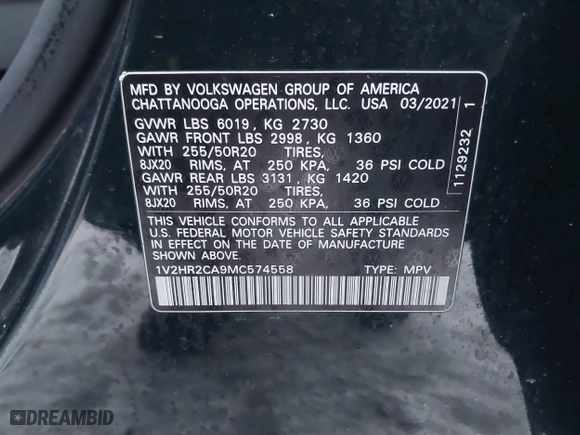 MFD BY VOLKSWAGEN GROUP OF AMERICA
CHATTANOOGA OPERATIONS, LLC. USA 03/2021
GVWR LBS 6019, KG 2730
GAWR FRONT LBS 2998, KG 1360
WITH 255/50R20 TIRES,
8JX20 RIMS, AT 250 KPA, 36 PSI COLD
GAWR REAR LBS 3131, KG 1420
WITH 255/50R20 TIRES,
8JX20 RIMS, AT 250 KPA, 36 PSI COLD
THIS VEHICLE CONFORMS TO ALL APPLICABLE
U.S. FEDERAL MOTOR VEHICLE SAFETY STANDARDS
IN EFFECT ON THE DATE OF MANUFACTURE
SHOWN ABOVE.
1V2HR2CA9MC574558 TYPE: MPV
1129232 1
DREAMBID